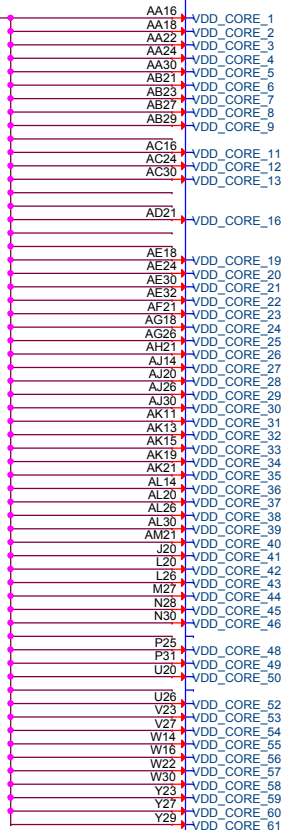 AA16 VDD_CORE_1
AA18 VDD_CORE_2
AA22 VDD_CORE_3
AA24 VDD_CORE_4
AA30 VDD_CORE_5
AB21 VDD_CORE_6
AB23 VDD_CORE_7
AB27 VDD_CORE_8
AB29 VDD_CORE_9
AC16 VDD_CORE_11
AC24 VDD_CORE_12
AC30 VDD_CORE_13
AD21 VDD_CORE_16
AE18 VDD_CORE_19
AE24 VDD_CORE_20
AE30 VDD_CORE_21
AE32 VDD_CORE_22
AF21 VDD_CORE_23
AG18 VDD_CORE_24
AG26 VDD_CORE_25
AH21 VDD_CORE_26
AJ14 VDD_CORE_27
AJ20 VDD_CORE_28
AJ26 VDD_CORE_29
AJ30 VDD_CORE_30
AK11 VDD_CORE_31
AK13 VDD_CORE_32
AK15 VDD_CORE_33
AK19 VDD_CORE_34
AK21 VDD_CORE_35
AL14 VDD_CORE_36
AL20 VDD_CORE_37
AL26 VDD_CORE_38
AL30 VDD_CORE_39
AM21 VDD_CORE_40
J20 VDD_CORE_41
L20 VDD_CORE_42
L26 VDD_CORE_43
M27 VDD_CORE_44
N28 VDD_CORE_45
N30 VDD_CORE_46
P25 VDD_CORE_48
P31 VDD_CORE_49
U20 VDD_CORE_50
U26 VDD_CORE_52
V23 VDD_CORE_53
V27 VDD_CORE_54
W14 VDD_CORE_55
W16 VDD_CORE_56
W22 VDD_CORE_57
W30 VDD_CORE_58
Y23 VDD_CORE_59
Y27 VDD_CORE_60
Y29 VDD_CORE_61